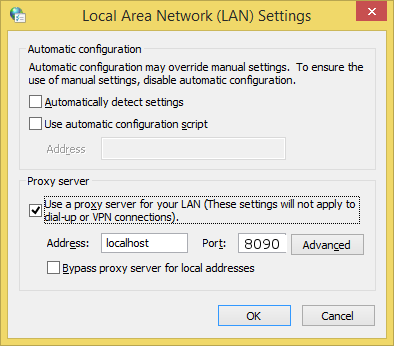 Local Area Network (LAN) Settings
Automatic configuration
Automatic configuration may override manual settings. To ensure the
use of manual settings, disable automatic configuration.
Automatically detect settings
Use automatic configuration script
Address
Proxy server
Use a proxy server for your LAN (These settings will not apply to
dial-up or VPN connections).
Address: localhost Port: 8090 Advanced
Bypass proxy server for local addresses
OK Cancel